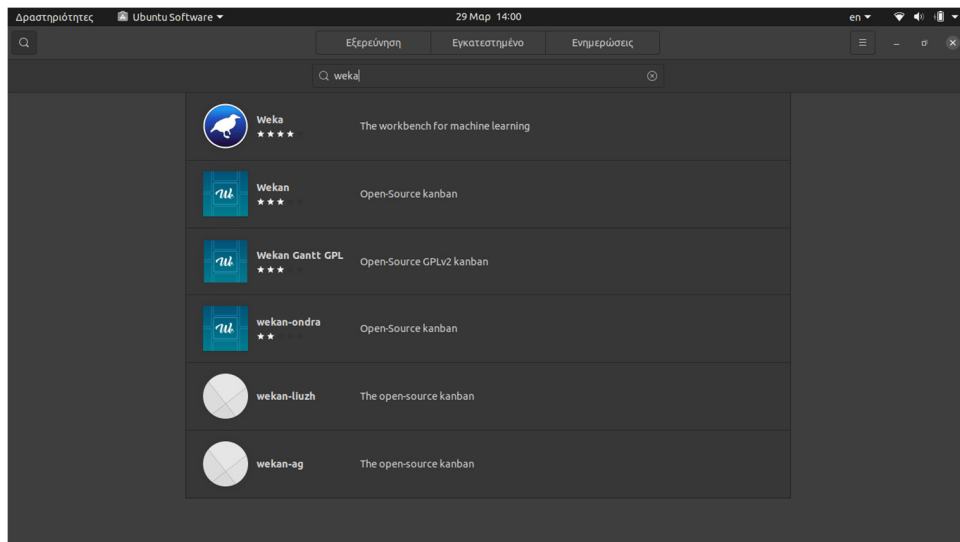 Δραστηριότητες Ubuntu Software 29 Μαρ 14:00 en
Εξερεύνηση Εγκατεστημένο Ενημερώσεις
weka
Weka
The workbench for machine learning
Wekan
Open-Source kanban
Wekan Gantt GPL
Open-Source GPLv2 kanban
wekan-ondra
Open-Source kanban
wekan-liuzh
The open-source kanban
wekan-ag
The open-source kanban